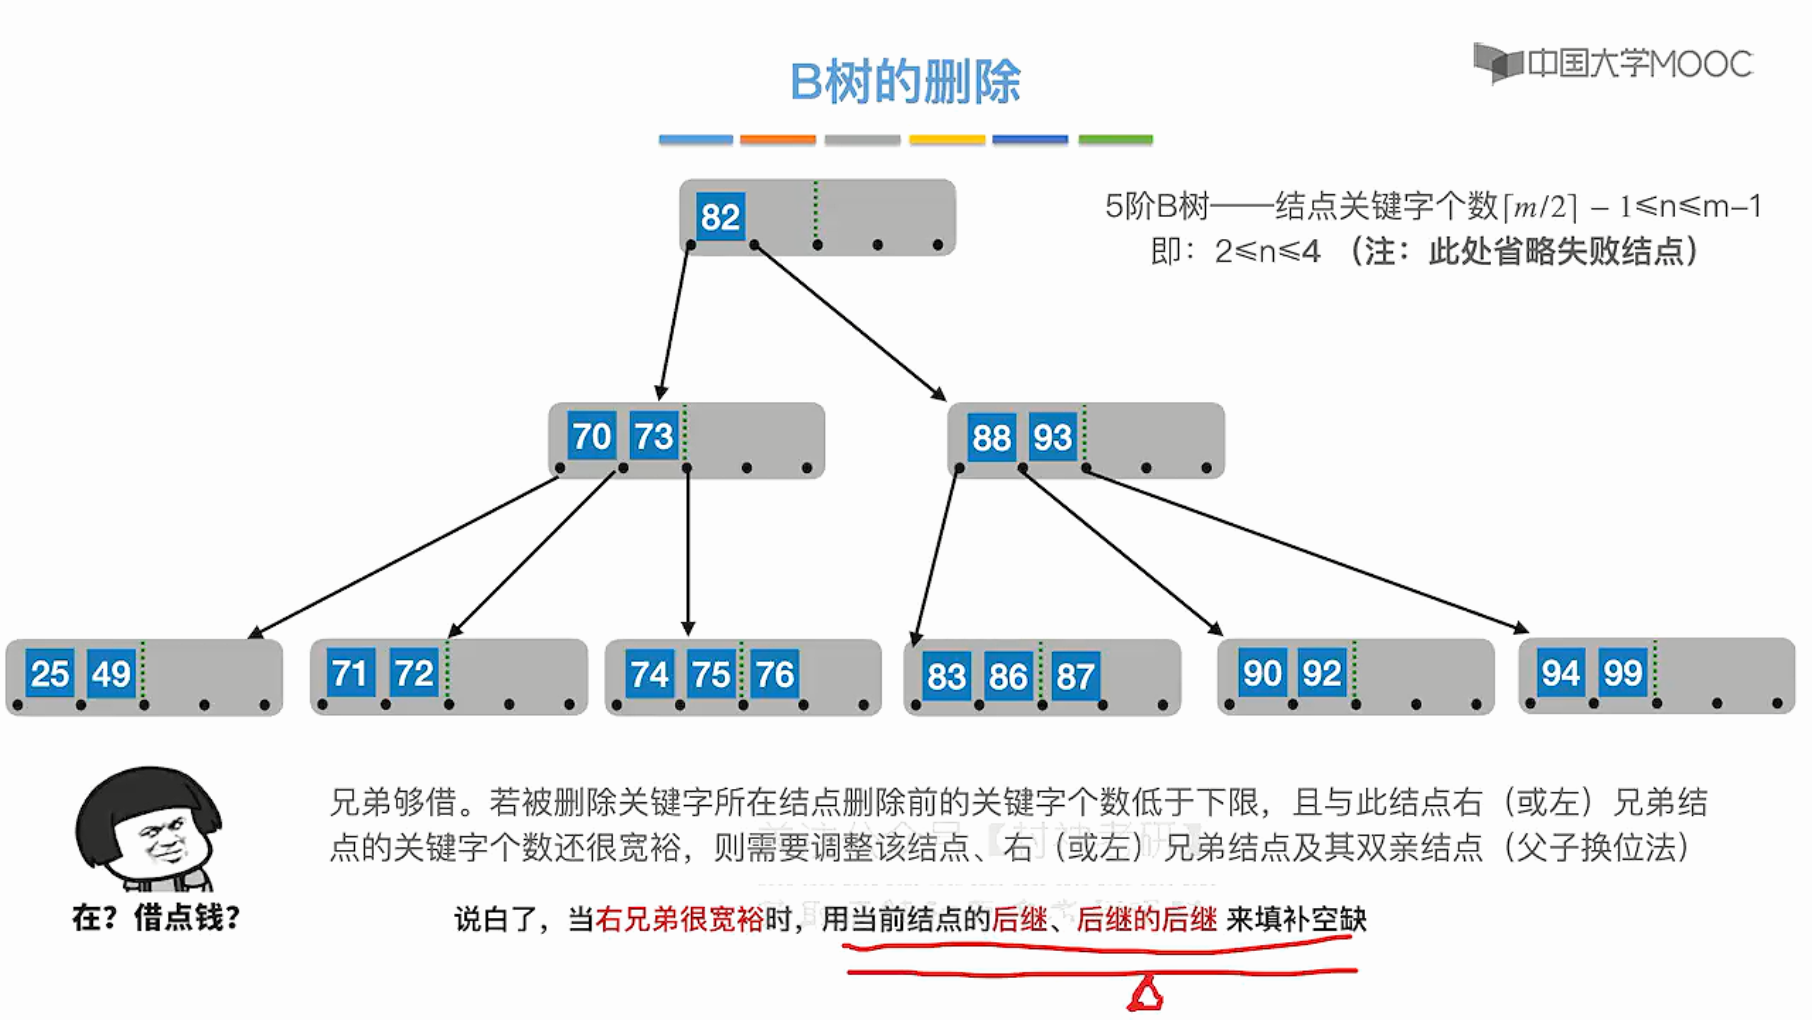 B树的删除
中国大学MOOC
5阶B树——结点关键字个数⌈m/2⌉ − 1≤n≤m–1
即：2≤n≤4 （注：此处省略失败结点）
82
70 73
88 93
25 49
71 72
74 75 76
83 86 87
90 92
94 99
兄弟够借。若被删除关键字所在结点删除前的关键字个数低于下限，且与此结点右（或左）兄弟结
点的关键字个数还很宽裕，则需要调整该结点、右（或左）兄弟结点及其双亲结点（父子换位法）
在？借点钱？
说白了，当右兄弟很宽裕时，用当前结点的后继、后继的后继 来填补空缺